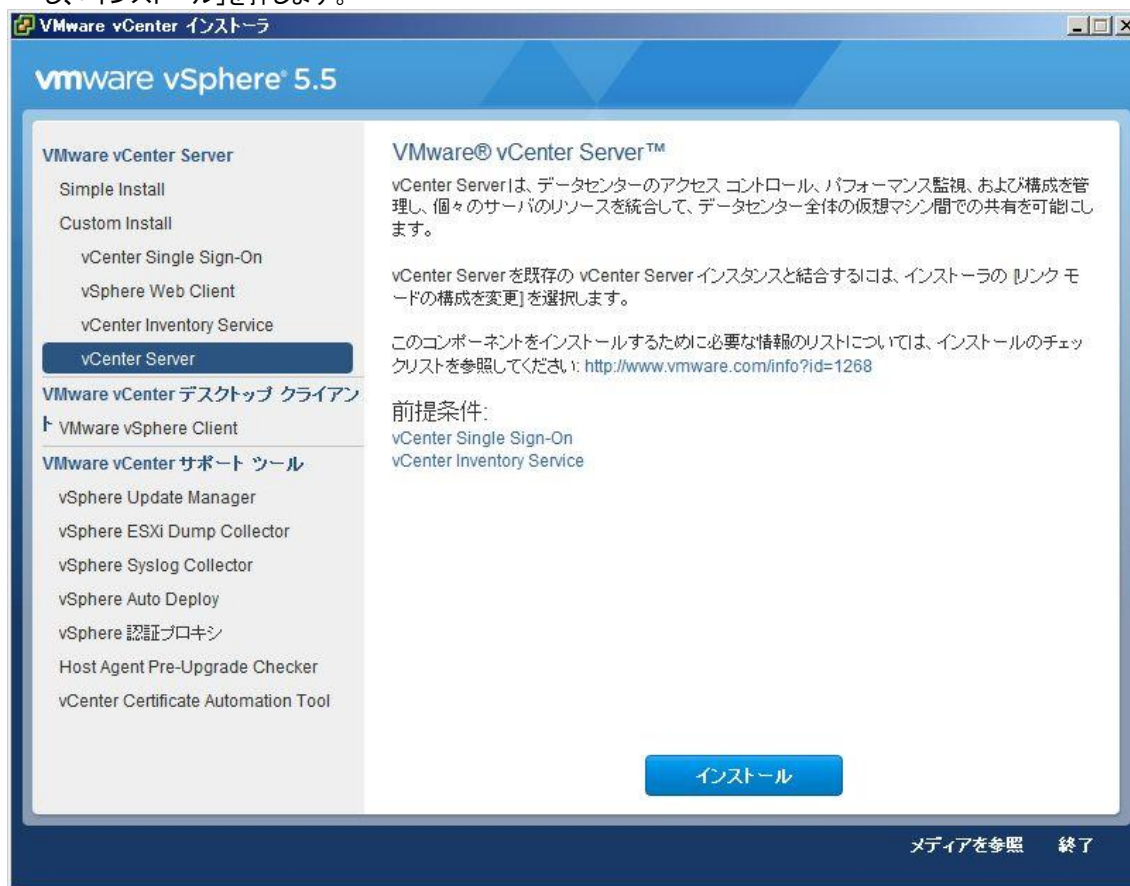 し、「インストール」を押します。
VMware vCenter インストーラ
vmware vSphere® 5.5
VMware vCenter Server
Simple Install
Custom Install
vCenter Single Sign-On
vSphere Web Client
vCenter Inventory Service
vCenter Server
VMware vCenter デスクトップ クライアン
ト
VMware vSphere Client
VMware vCenter サポート ツール
vSphere Update Manager
vSphere ESXi Dump Collector
vSphere Syslog Collector
vSphere Auto Deploy
vSphere 認証プロキシ
Host Agent Pre-Upgrade Checker
vCenter Certificate Automation Tool
VMware® vCenter Server™
vCenter Serverは、データセンターのアクセス コントロール、パフォーマンス監視、および構成を管
理し、個々のサーバのリソースを統合して、データセンター全体の仮想マシン間での共有を可能にし
ます。
vCenter Server を既存の vCenter Server インスタンスと結合するには、インストーラの [リンク モ
ードの構成を変更] を選択します。
このコンポーネントをインストールするために必要な情報のリストについては、インストールのチェッ
クリストを参照してください: http://www.vmware.com/info?id=1268
前提条件:
vCenter Single Sign-On
vCenter Inventory Service
インストール
メディアを参照 終了